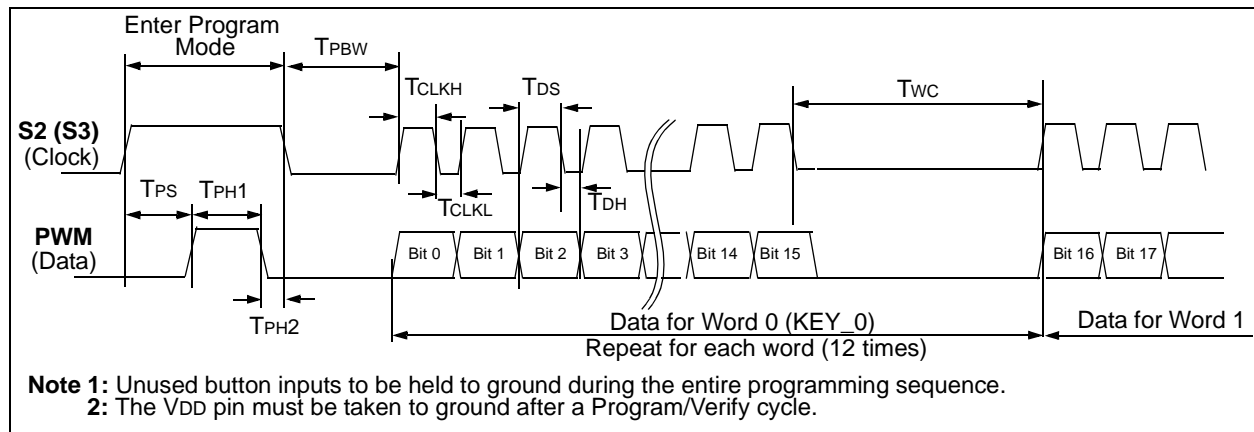 Enter Program
Mode
TPBW
TCLKH
TDS
TWC
S2 (S3)
(Clock)
TPS
TPH1
TCLKL
TDH
PWM
(Data)
Bit 0
Bit 1
Bit 2
Bit 3
Bit 14
Bit 15
Bit 16
Bit 17
TPH2
Data for Word 0 (KEY_0)
Data for Word 1
Repeat for each word (12 times)
Note 1: Unused button inputs to be held to ground during the entire programming sequence.
2: The VDD pin must be taken to ground after a Program/Verify cycle.